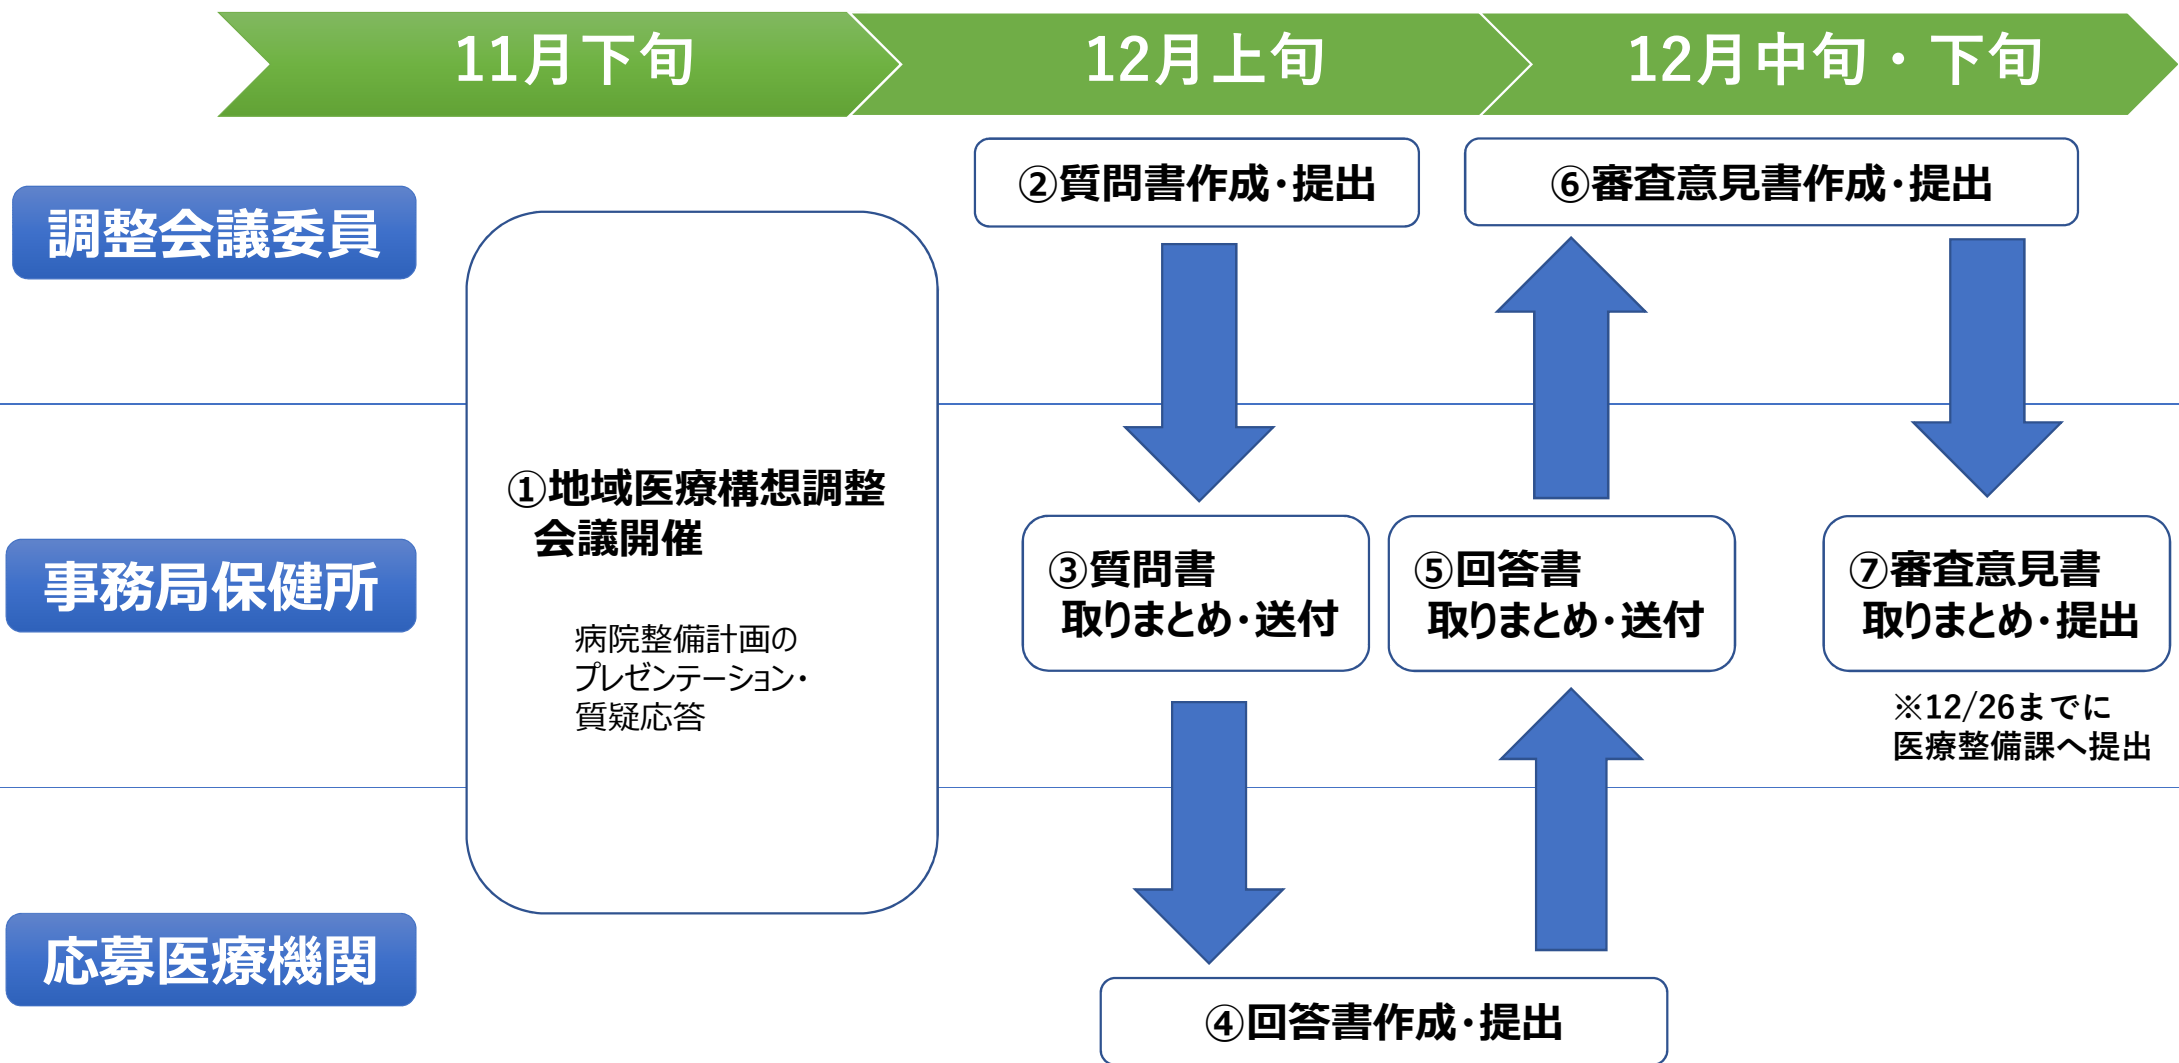 11月下旬
12月上旬
12月中旬・下旬
調整会議委員
②質問書作成・提出
⑥審査意見書作成・提出
事務局保健所
①地域医療構想調整
会議開催
病院整備計画の
プレゼンテーション・
質疑応答
③質問書
取りまとめ・送付
⑤回答書
取りまとめ・送付
⑦審査意見書
取りまとめ・提出
※12/26までに
医療整備課へ提出
応募医療機関
④回答書作成・提出